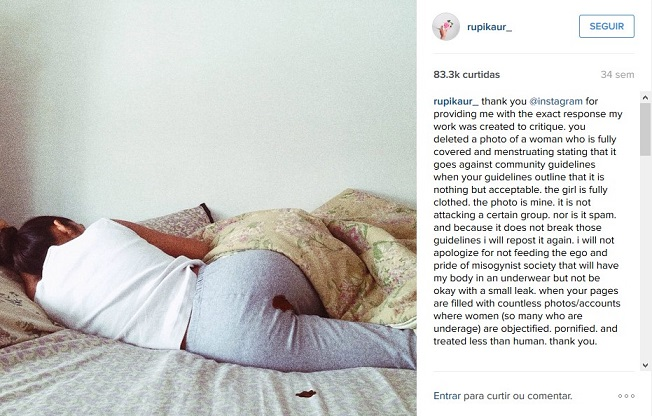 rupikaur_
SEGUIR
83.3k curtidas
34 sem
rupikaur_ thank you @instagram for
providing me with the exact response my
work was created to critique. you
deleted a photo of a woman who is fully
covered and menstruating stating that it
goes against community guidelines
when your guidelines outline that it is
nothing but acceptable. the girl is fully
clothed. the photo is mine. it is not
attacking a certain group. nor is it spam.
and because it does not break those
guidelines i will repost it again. i will not
apologize for not feeding the ego and
pride of misogynist society that will have
my body in an underwear but not be
okay with a small leak. when your pages
are filled with countless photos/accounts
where women (so many who are
underage) are objectified. pornified. and
treated less than human. thank you.
Entrar para curtir ou comentar.